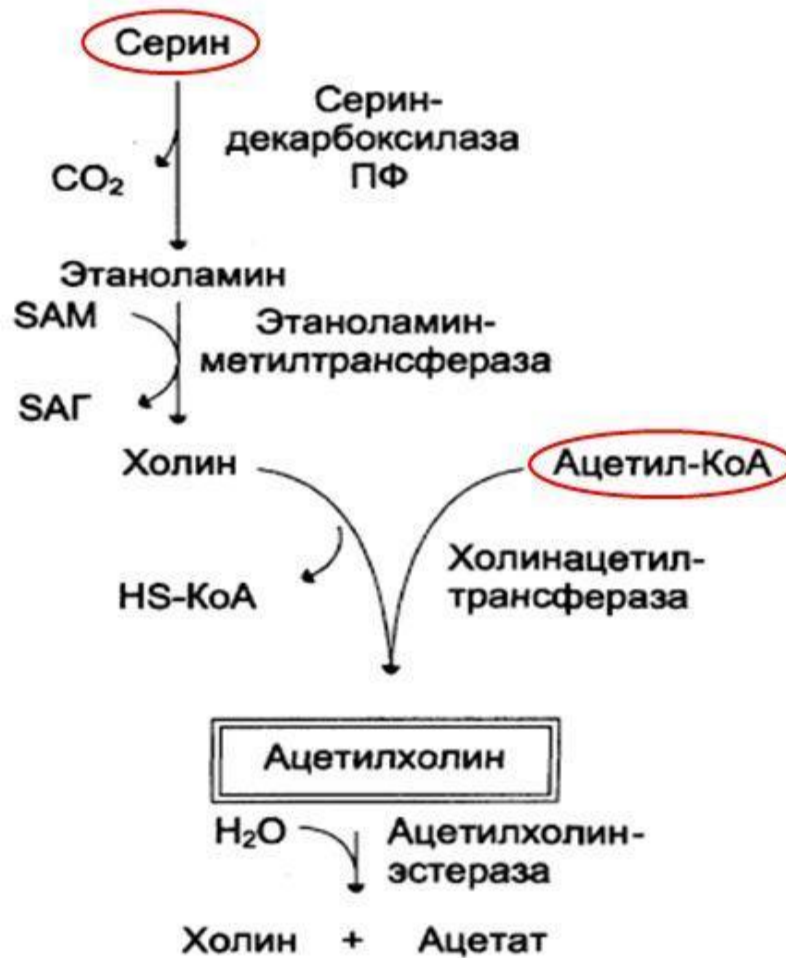 Серин
Серин-
декарбоксилаза
ПФ
CO₂
Этаноламин
SAM
Этаноламин-
метилтрансфераза
SAГ
Холин
Ацетил-КоА
HS-КоА
Холинацетил-
трансфераза
Ацетилхолин
H₂O
Ацетилхолин-
эстераза
Холин + Ацетат